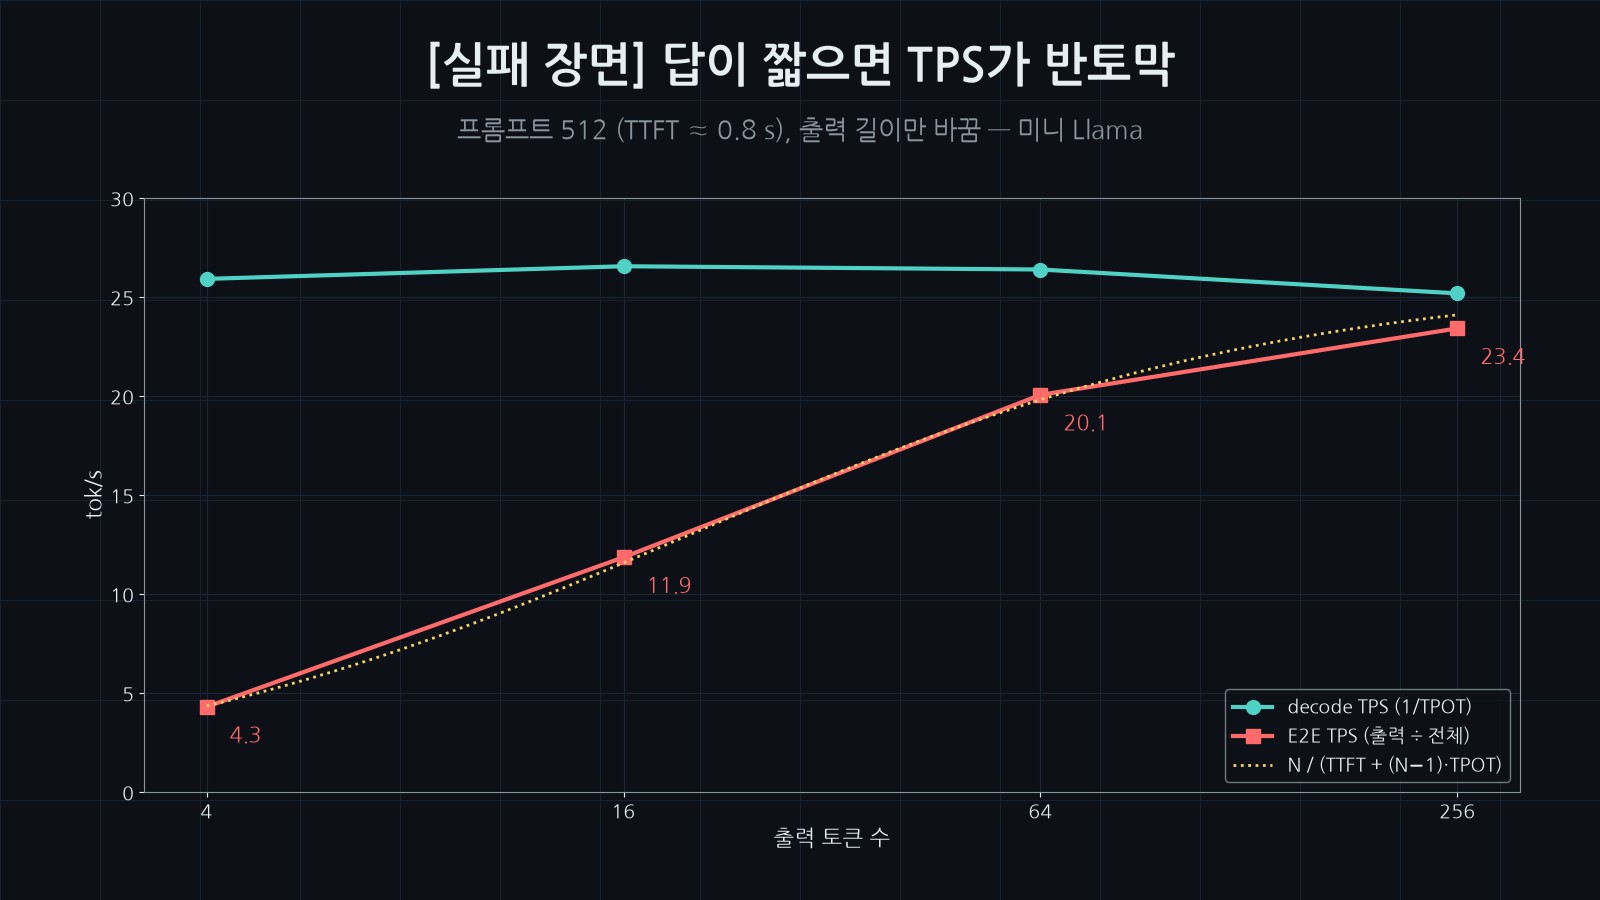 [실패 장면] 답이 짧으면 TPS가 반토막
프롬프트 512 (TTFT ≈ 0.8 s), 출력 길이만 바꿈 — 미니 Llama
30
25
20
15
10
5
0
tok/s
4.3
11.9
20.1
23.4
decode TPS (1/TPOT)
E2E TPS (출력 ÷ 전체)
N / (TTFT + (N−1)·TPOT)
4
16
64
256
출력 토큰 수